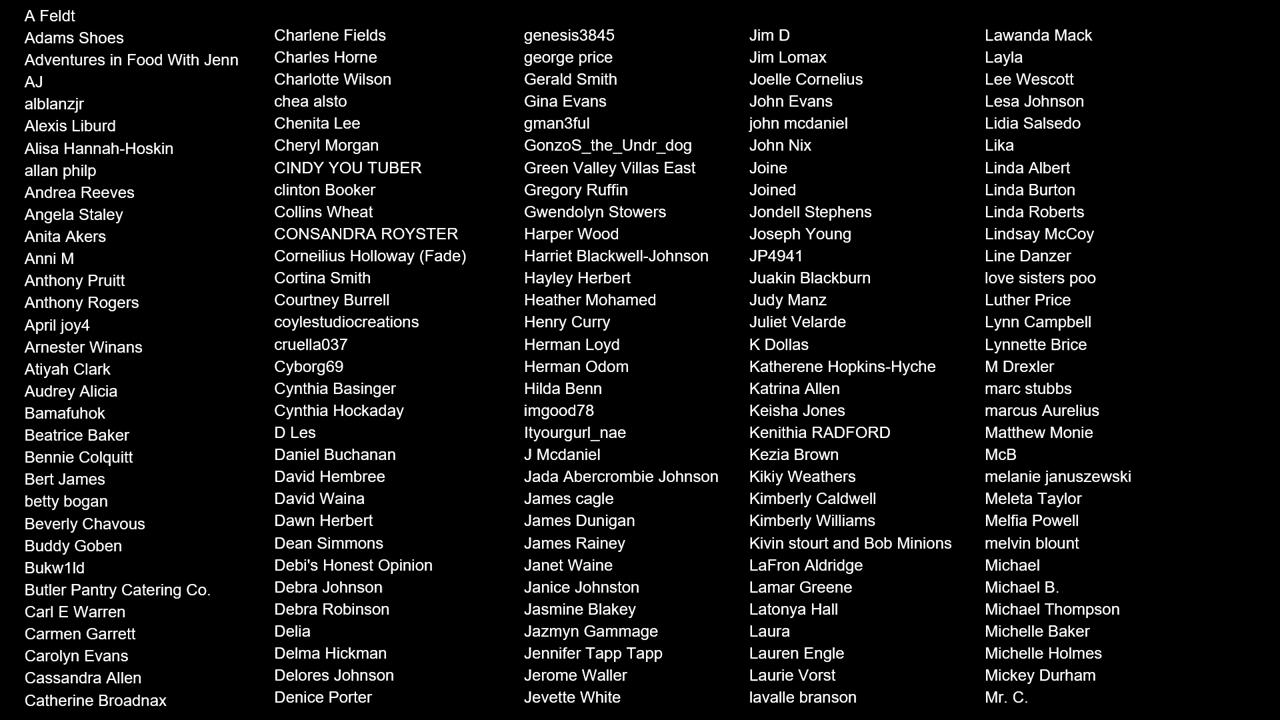 A Feldt
Adams Shoes
Adventures in Food With Jenn
AJ
alblanzjr
Alexis Liburd
Alisa Hannah-Hoskin
allan philp
Andrea Reeves
Angela Staley
Anita Akers
Anni M
Anthony Pruitt
Anthony Rogers
April joy4
Arnester Winans
Atiyah Clark
Audrey Alicia
Bamafuhok
Beatrice Baker
Bennie Colquitt
Bert James
betty bogan
Beverly Chavous
Buddy Goben
Bukw1ld
Butler Pantry Catering Co.
Carl E Warren
Carmen Garrett
Carolyn Evans
Cassandra Allen
Catherine Broadnax
Charlene Fields
Charles Horne
Charlotte Wilson
chea alsto
Chenita Lee
Cheryl Morgan
CINDY YOU TUBER
clinton Booker
Collins Wheat
CONSANDRA ROYSTER
Corneilius Holloway (Fade)
Cortina Smith
Courtney Burrell
coylestudiocreations
cruella037
Cyborg69
Cynthia Basinger
Cynthia Hockaday
D Les
Daniel Buchanan
David Hembree
David Waina
Dawn Herbert
Dean Simmons
Debi's Honest Opinion
Debra Johnson
Debra Robinson
Delia
Delma Hickman
Delores Johnson
Denice Porter
genesis3845
george price
Gerald Smith
Gina Evans
gman3ful
GonzoS_the_Undr_dog
Green Valley Villas East
Gregory Ruffin
Gwendolyn Stowers
Harper Wood
Harriet Blackwell-Johnson
Hayley Herbert
Heather Mohamed
Henry Curry
Herman Loyd
Herman Odom
Hilda Benn
imgood78
Ityourgurl_nae
J Mcdaniel
Jada Abercrombie Johnson
James cagle
James Dunigan
James Rainey
Janet Waine
Janice Johnston
Jasmine Blakey
Jazmyn Gammage
Jennifer Tapp Tapp
Jerome Waller
Jevette White
Jim D
Jim Lomax
Joelle Cornelius
John Evans
john mcdaniel
John Nix
Joine
Joined
Jondell Stephens
Joseph Young
JP4941
Juakin Blackburn
Judy Manz
Juliet Velarde
K Dollas
Katherene Hopkins-Hyche
Katrina Allen
Keisha Jones
Kenithia RADFORD
Kezia Brown
Kikiy Weathers
Kimberly Caldwell
Kimberly Williams
Kivin stourt and Bob Minions
LaFron Aldridge
Lamar Greene
Latonya Hall
Laura
Lauren Engle
Laurie Vorst
lavalle branson
Lawanda Mack
Layla
Lee Wescott
Lesa Johnson
Lidia Salsedo
Lika
Linda Albert
Linda Burton
Linda Roberts
Lindsay McCoy
Line Danzer
love sisters poo
Luther Price
Lynn Campbell
Lynnette Brice
M Drexler
marc stubbs
marcus Aurelius
Matthew Monie
McB
melanie januszewski
Meleta Taylor
Melfia Powell
melvin blount
Michael
Michael B.
Michael Thompson
Michelle Baker
Michelle Holmes
Mickey Durham
Mr. C.